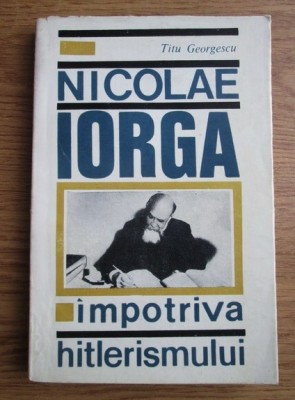 Titu Georgescu
NICOLAE
IORGA
împotriva
hitlerismului